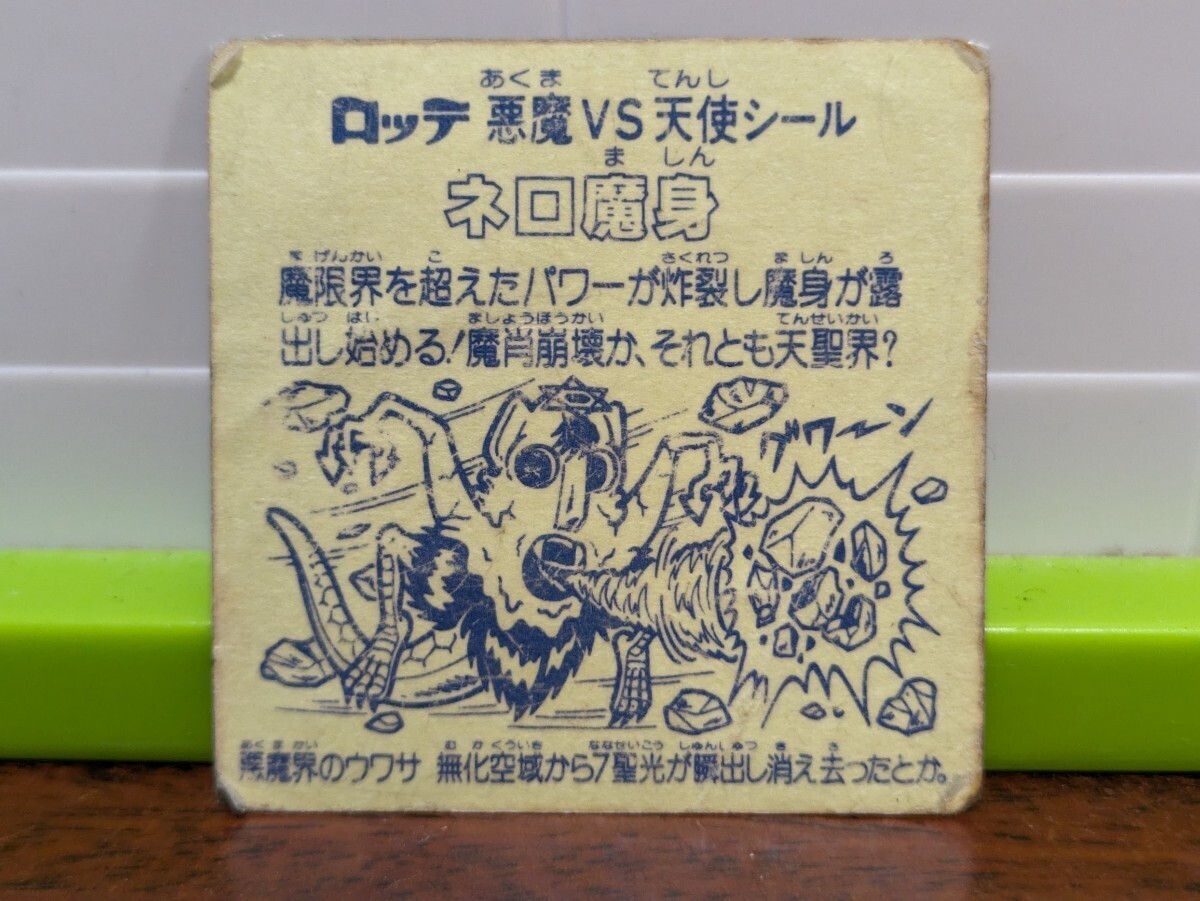 あくま てんし
ロッテ 悪魔VS天使シール
ま しん
ネロ魔身
ま げんかい こ さくれつ ましん ろ
魔限界を超えたパワーが炸裂し魔身が露
しゅつ はじ ましょうほうかい てんせいかい
出し始める!魔肖崩壊か、それとも天聖界?
グワーン
あくまかい むかくういき ななせいこう しゅんしゅつ き さ
悪魔界のウワサ 無化空域から7聖光が瞬出し消え去ったとか。